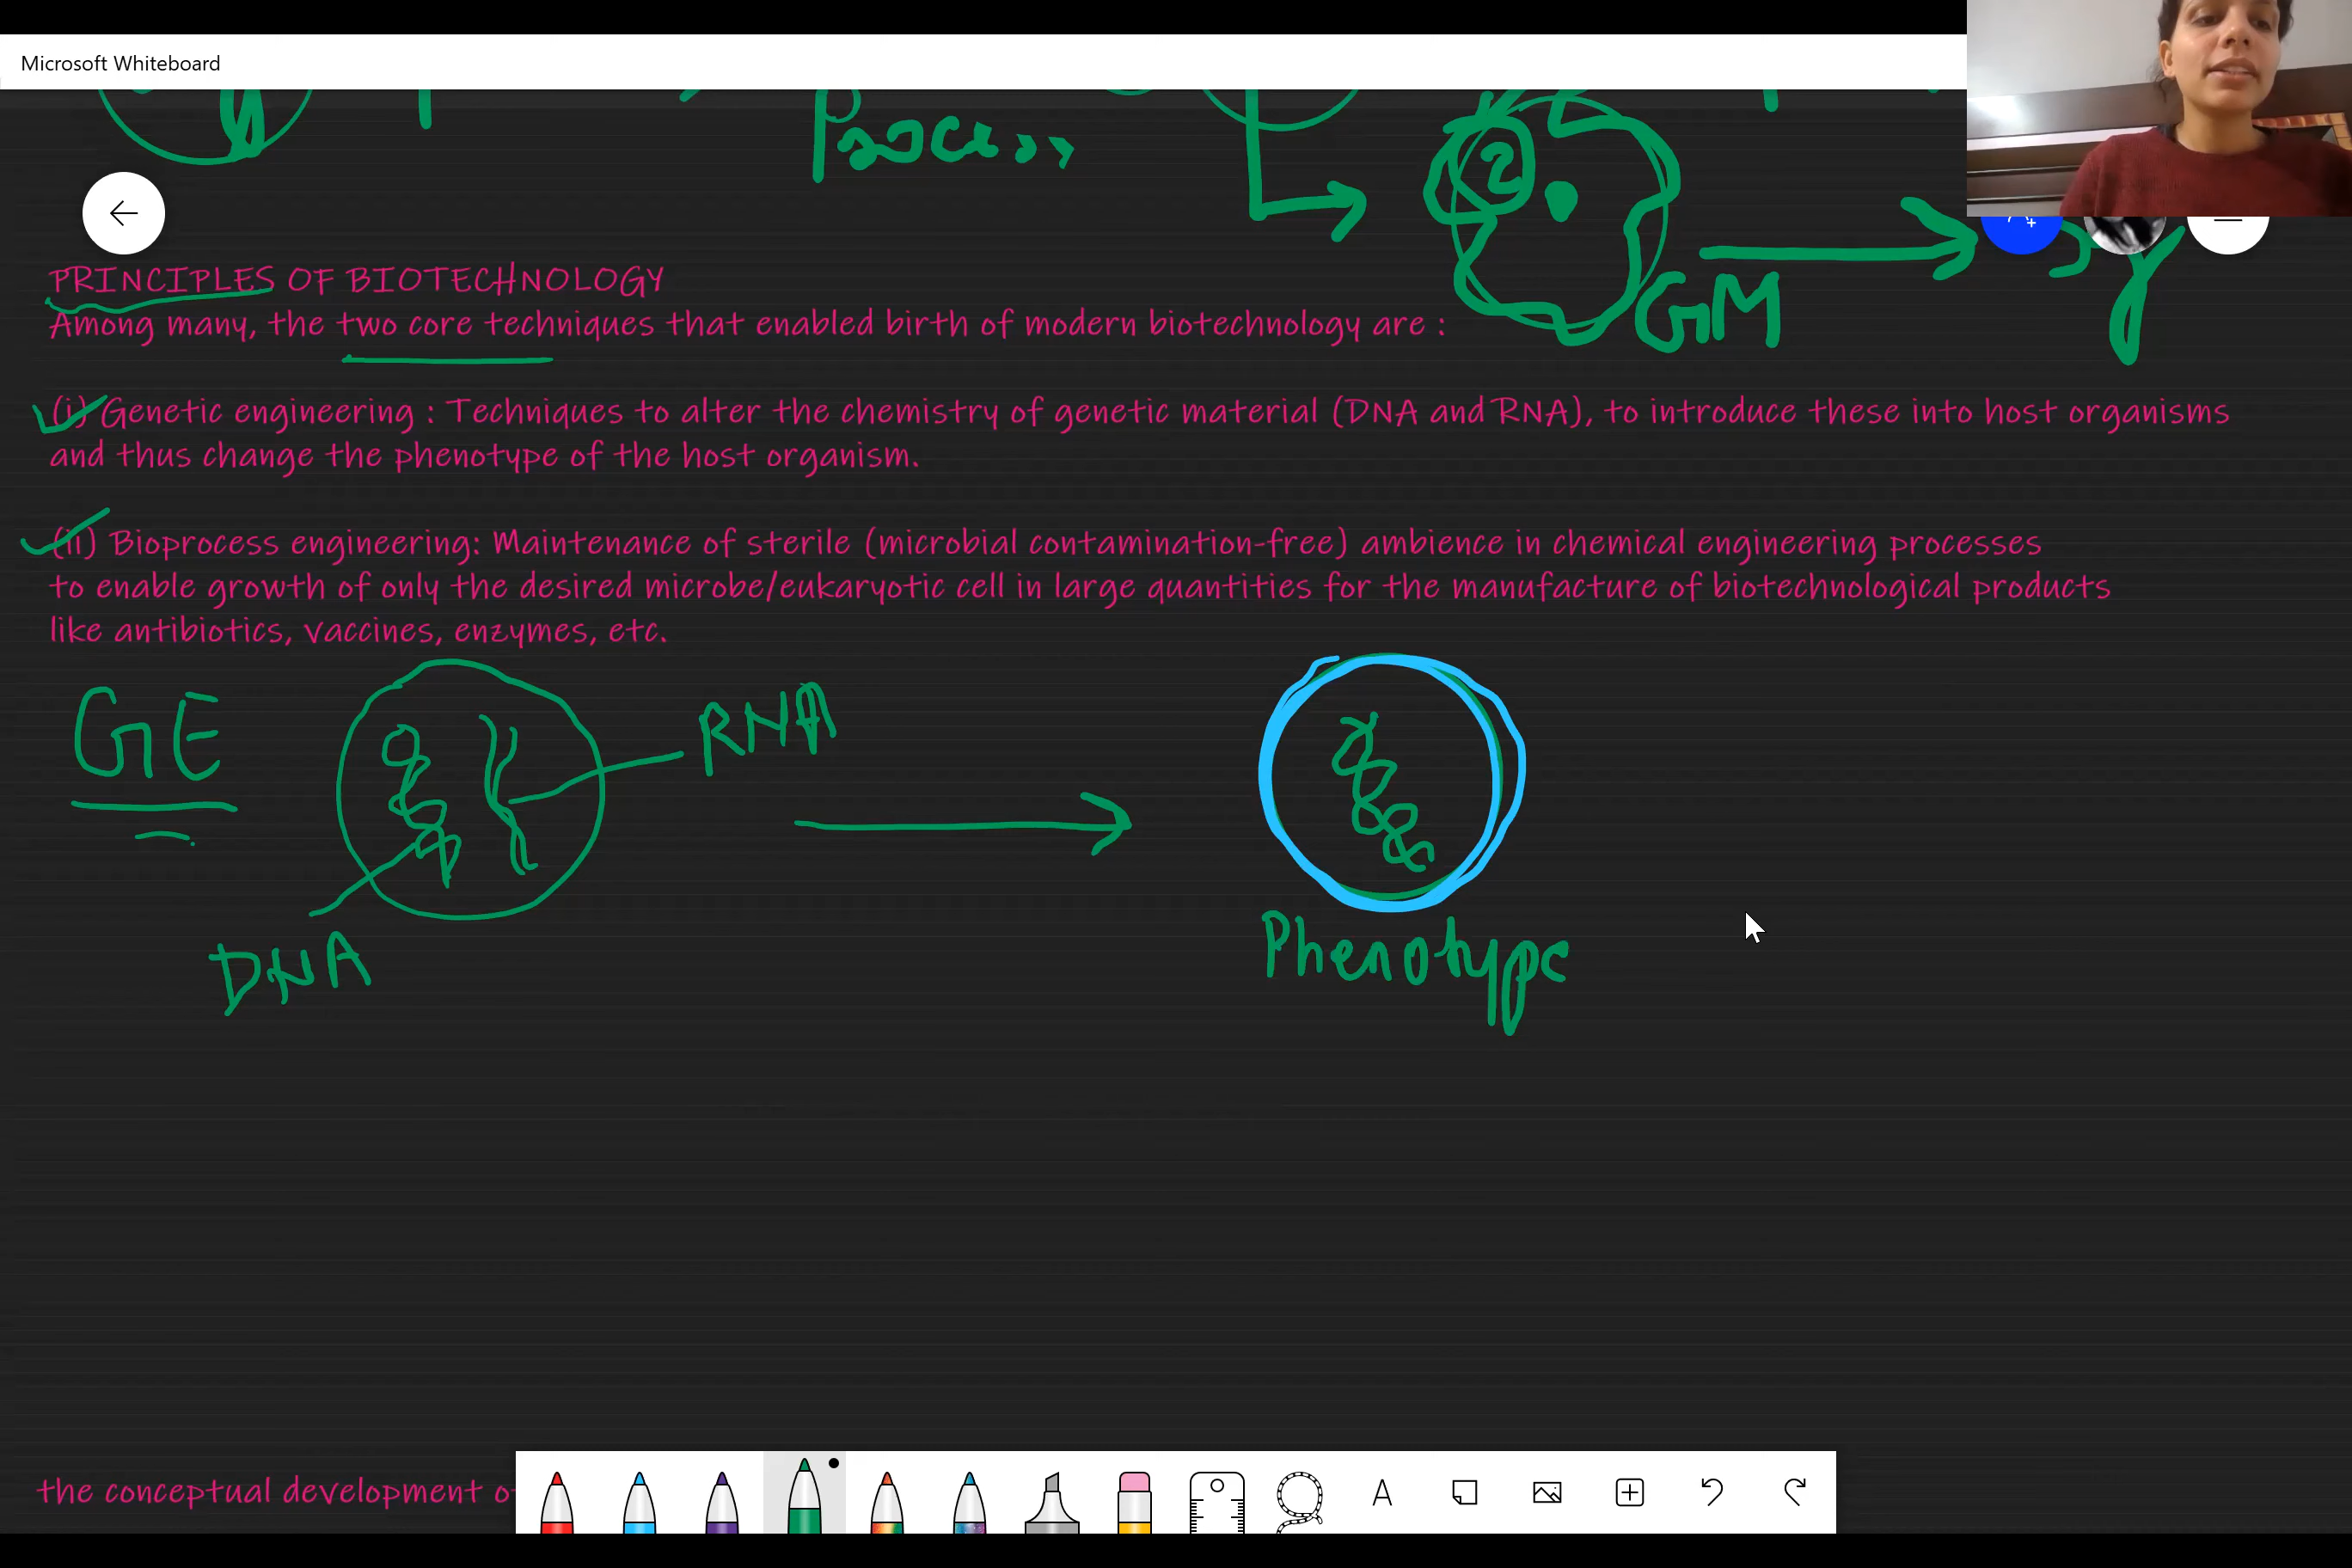 Microsoft Whiteboard
Process
2
GM
PRINCIPLES OF BIOTECHNOLOGY
Among many, the two core techniques that enabled birth of modern biotechnology are :
(i) Genetic engineering : Techniques to alter the chemistry of genetic material (DNA and RNA), to introduce these into host organisms
and thus change the phenotype of the host organism.
(ii) Bioprocess engineering: Maintenance of sterile (microbial contamination-free) ambience in chemical engineering processes
to enable growth of only the desired microbe/eukaryotic cell in large quantities for the manufacture of biotechnological products
like antibiotics, vaccines, enzymes, etc.
GE
RNA
DNA
Phenotype
the conceptual development